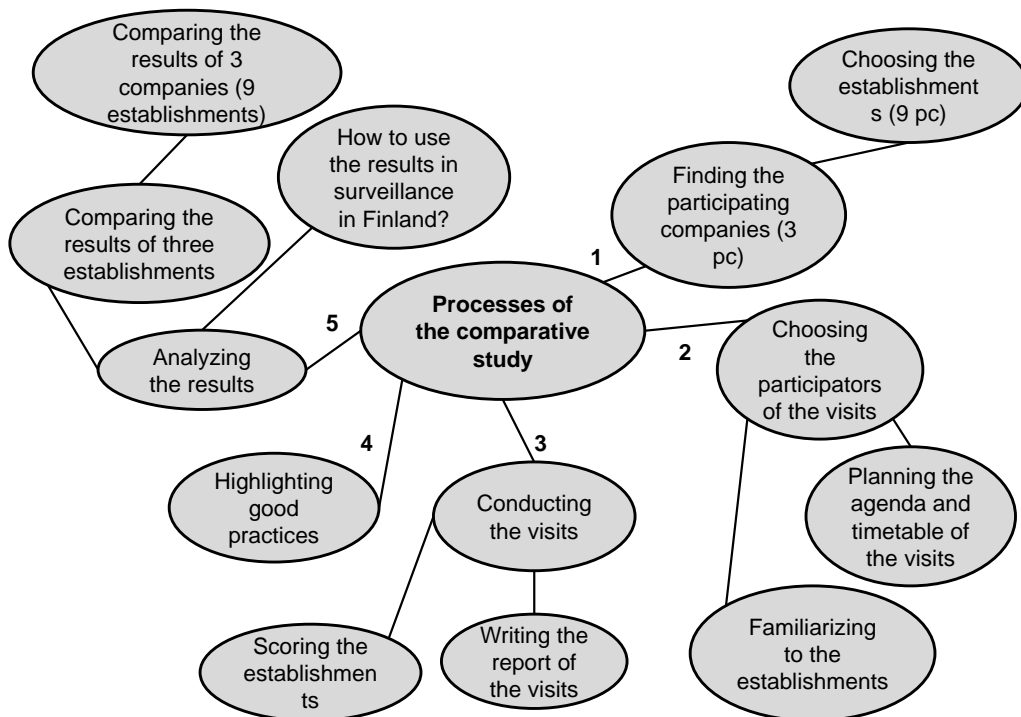 Comparing the
results of 3
companies (9
establishments)
Choosing the
establishment
s (9 pc)
How to use
the results in
surveillance
in Finland?
Finding the
participating
companies (3
pc)
Comparing the
results of three
establishments
1
Processes of
the comparative
study
5
2
Choosing
the
participators
of the visits
Analyzing
the results
4
3
Highlighting
good
practices
Conducting
the visits
Planning the
agenda and
timetable of
the visits
Scoring the
establishmen
ts
Writing the
report of
the visits
Familiarizing
to the
establishments